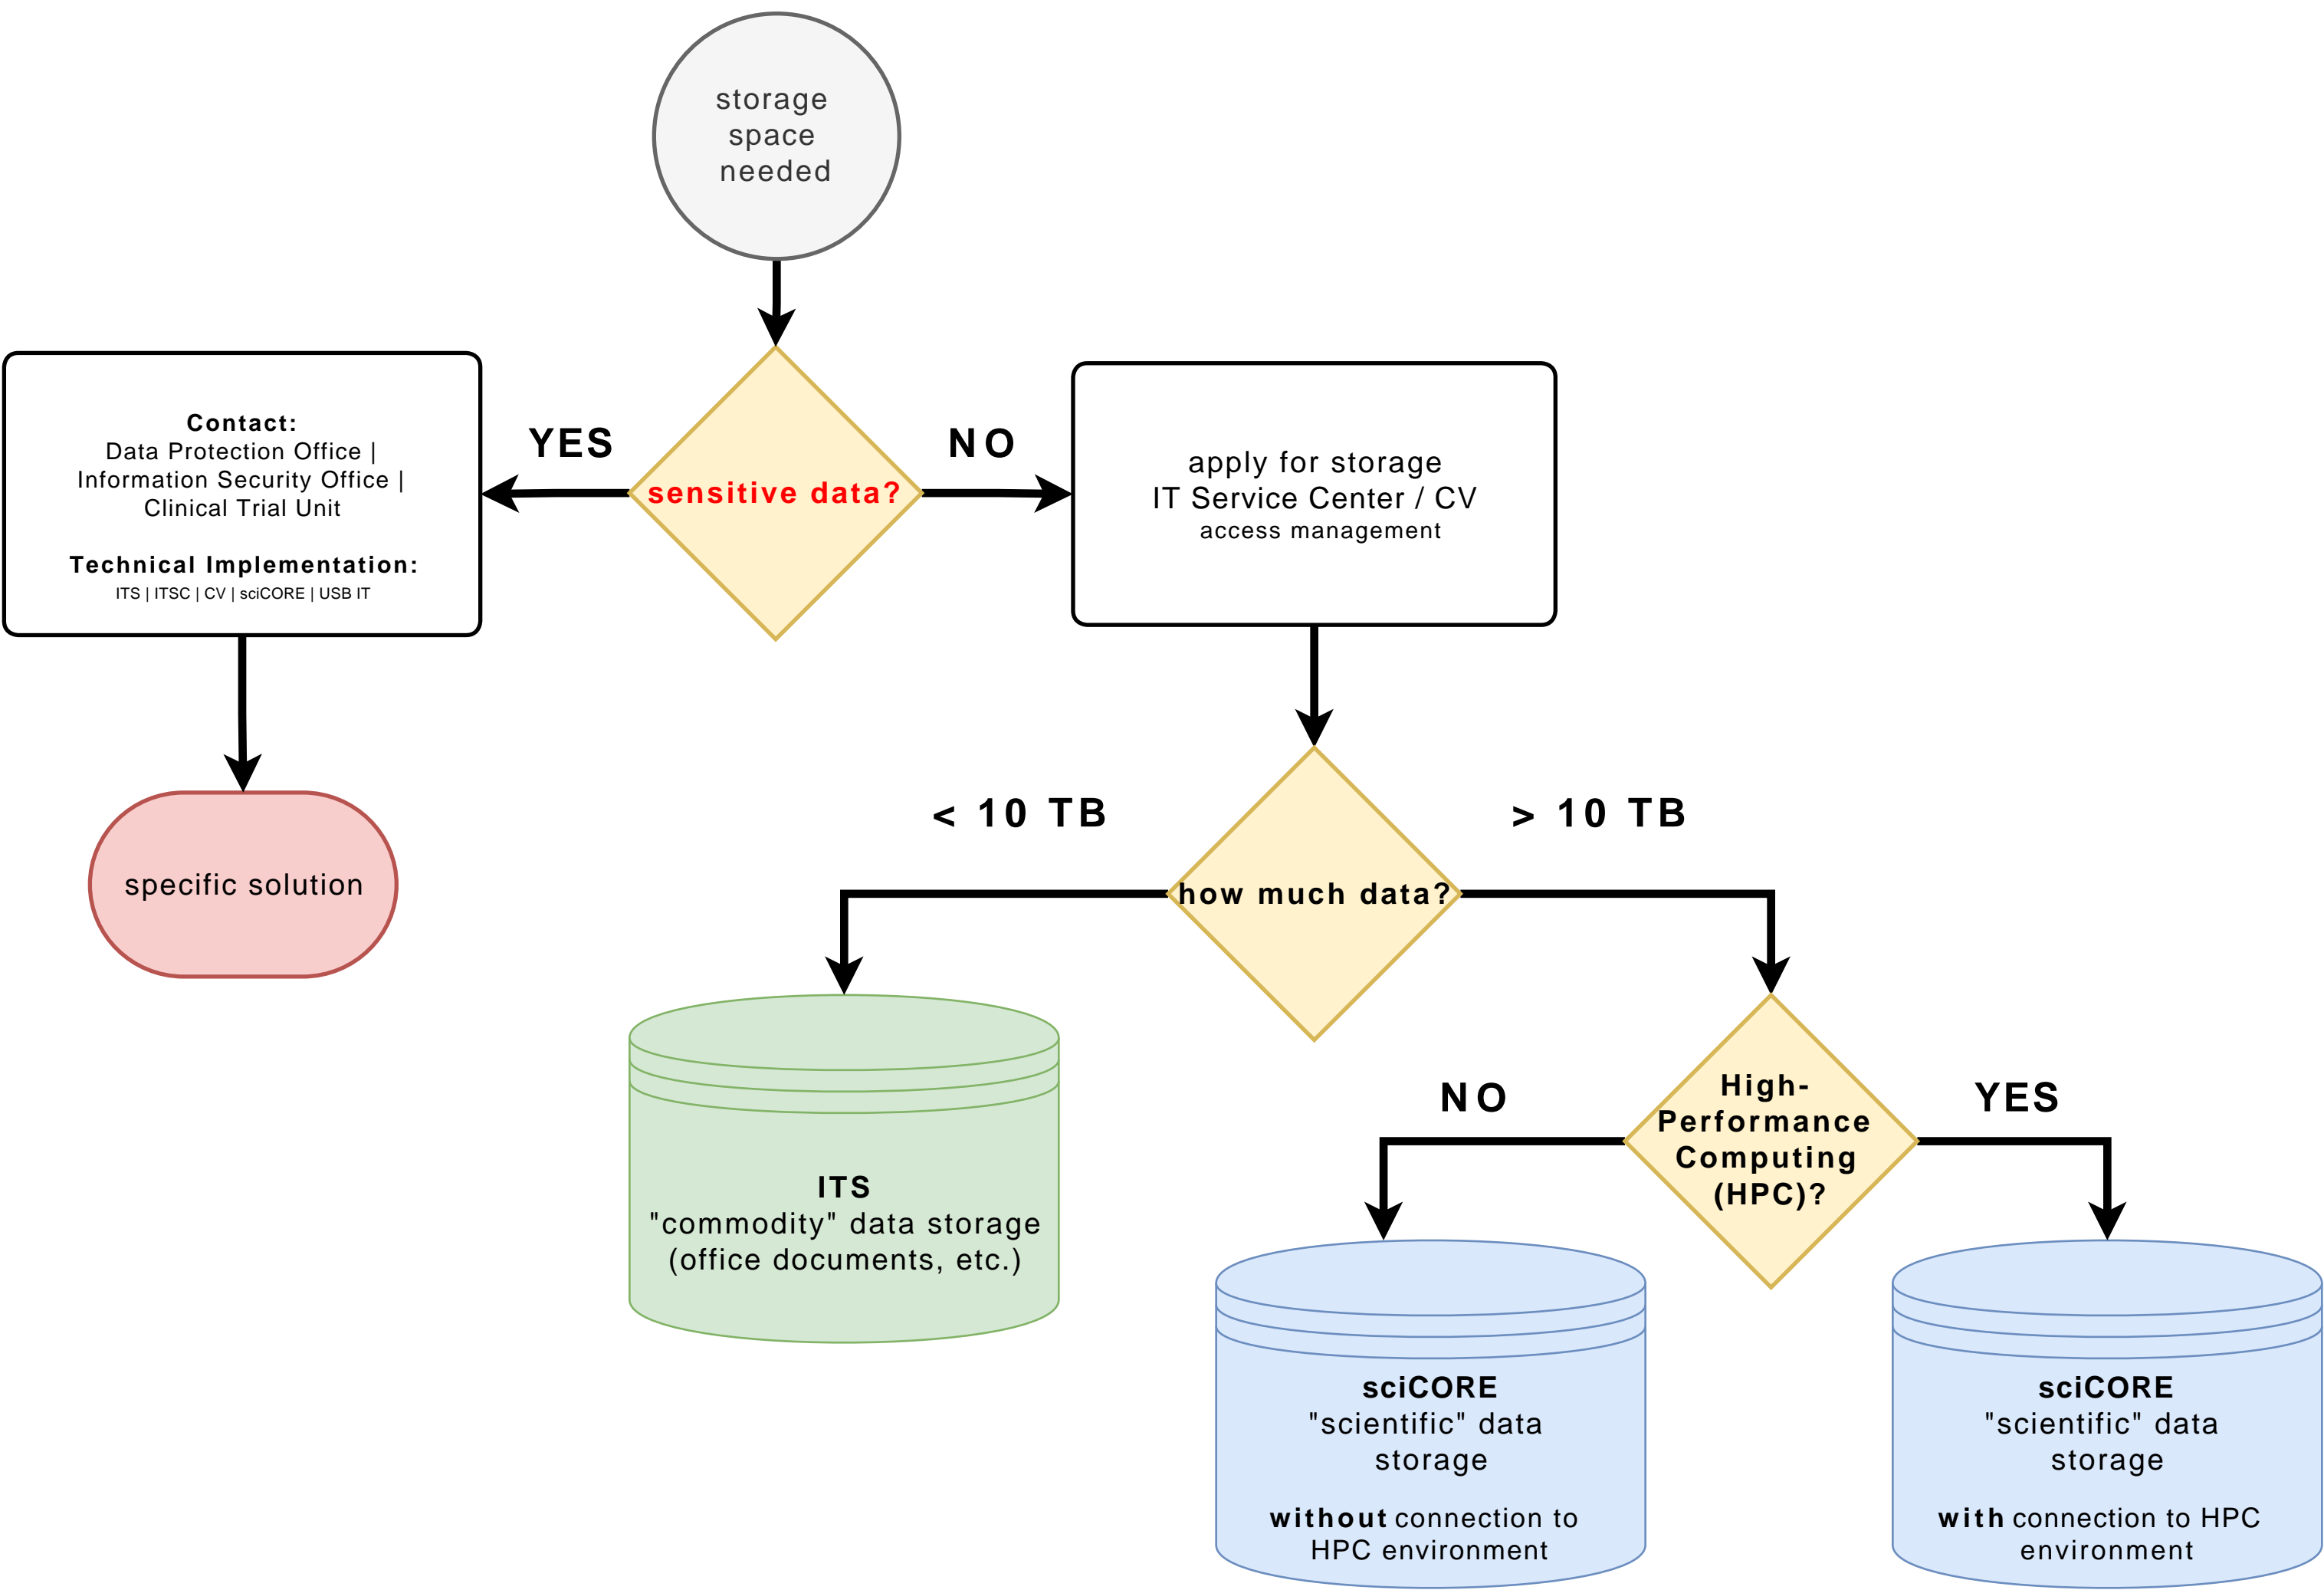 storage
space
needed
Contact:
Data Protection Office |
Information Security Office |
Clinical Trial Unit
Technical Implementation:
ITS | ITSC | CV | sciCORE | USB IT
YES
sensitive data?
NO
apply for storage
IT Service Center / CV
access management
specific solution
< 10 TB
how much data?
> 10 TB
ITS
"commodity" data storage
(office documents, etc.)
NO
High-
Performance
Computing
(HPC)?
YES
sciCORE
"scientific" data
storage
without connection to
HPC environment
sciCORE
"scientific" data
storage
with connection to HPC
environment